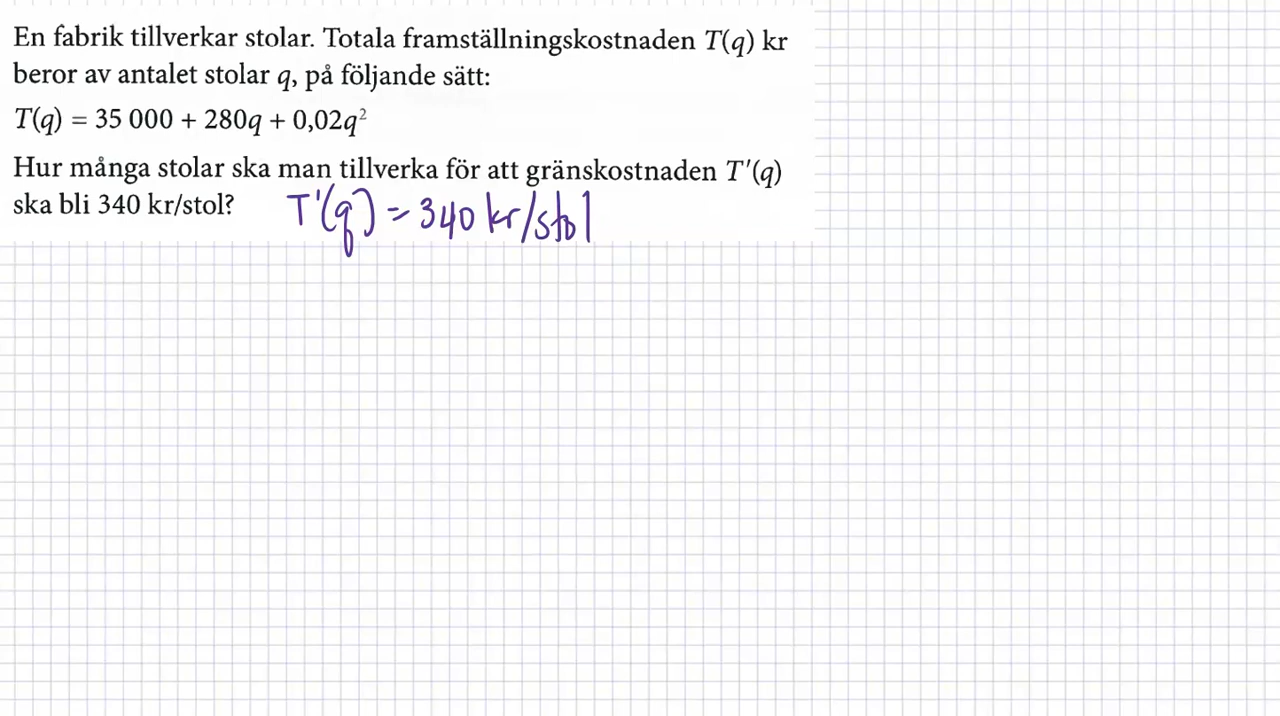 En fabrik tillverkar stolar. Totala framställningskostnaden T(q) kr
beror av antalet stolar q, på följande sätt:
T(q) = 35 000 + 280q + 0,02q²
Hur många stolar ska man tillverka för att gränskostnaden T'(q)
ska bli 340 kr/stol? T'(q) = 340 kr/stol